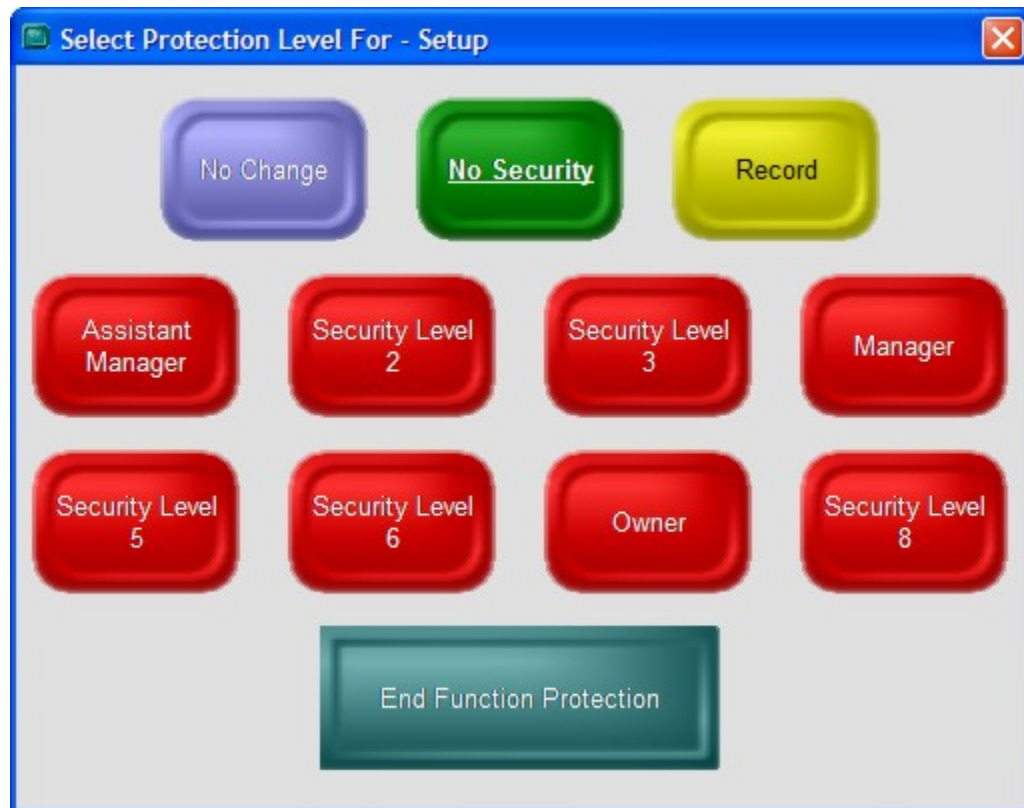 Select Protection Level For - Setup
No Change
No Security
Record
Assistant
Manager
Security Level
2
Security Level
3
Manager
Security Level
5
Security Level
6
Owner
Security Level
8
End Function Protection